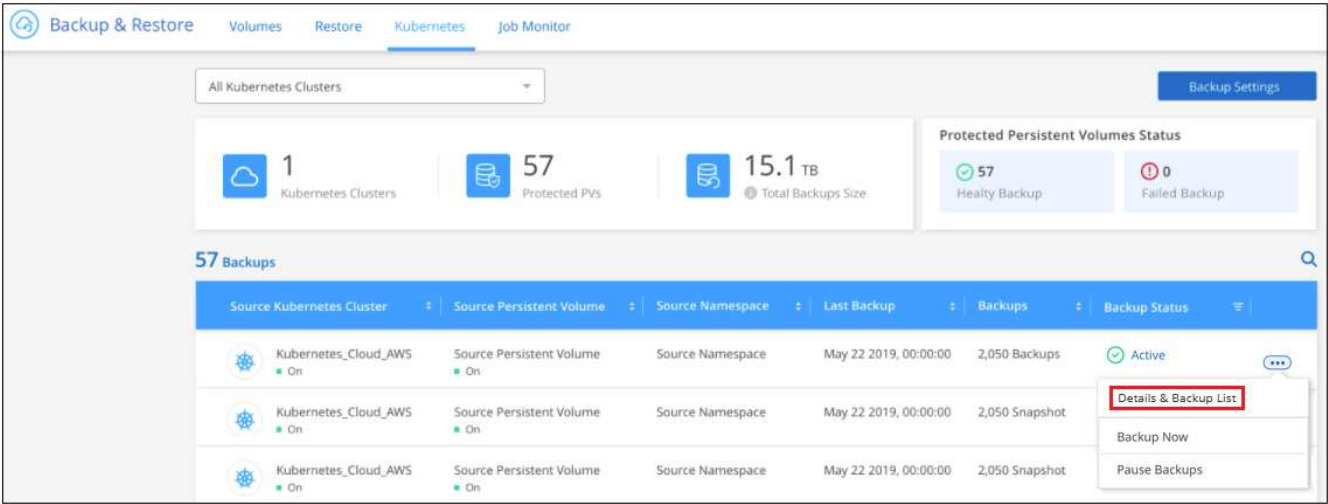 Backup & Restore Volumes Restore Kubernetes Job Monitor
All Kubernetes Clusters
Backup Settings
1
Kubernetes Clusters
57
Protected PVs
15.1 TB
Total Backups Size
Protected Persistent Volumes Status
57
Healty Backup
0
Failed Backup
57 Backups
Source Kubernetes Cluster Source Persistent Volume Source Namespace Last Backup Backups Backup Status
Kubernetes_Cloud_AWS Source Persistent Volume Source Namespace May 22 2019, 00:00:00 2,050 Backups Active
On On
Kubernetes_Cloud_AWS Source Persistent Volume Source Namespace May 22 2019, 00:00:00 2,050 Snapshot
On On
Kubernetes_Cloud_AWS Source Persistent Volume Source Namespace May 22 2019, 00:00:00 2,050 Snapshot
On On
Details & Backup List
Backup Now
Pause Backups